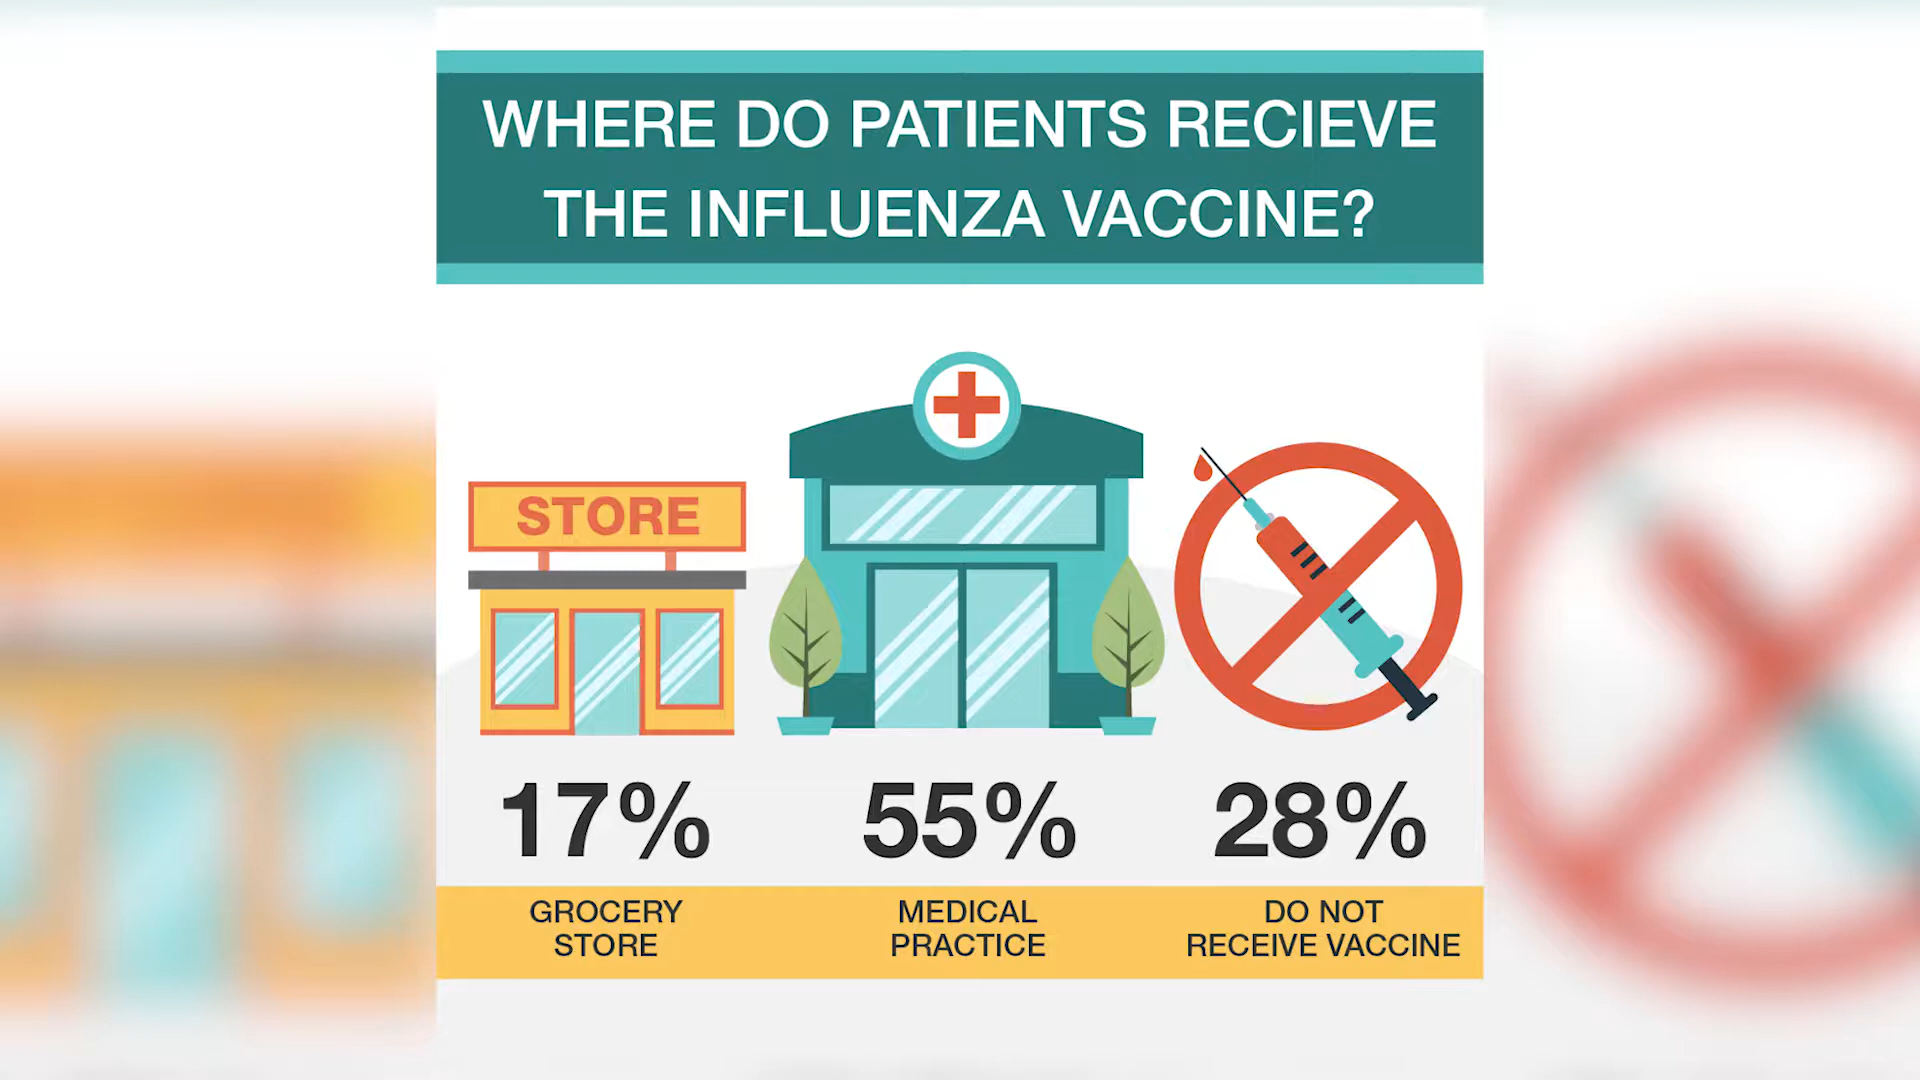 WHERE DO PATIENTS RECIEVE
THE INFLUENZA VACCINE?
STORE
17%
55%
28%
GROCERY
STORE
MEDICAL
PRACTICE
DO NOT
RECEIVE VACCINE